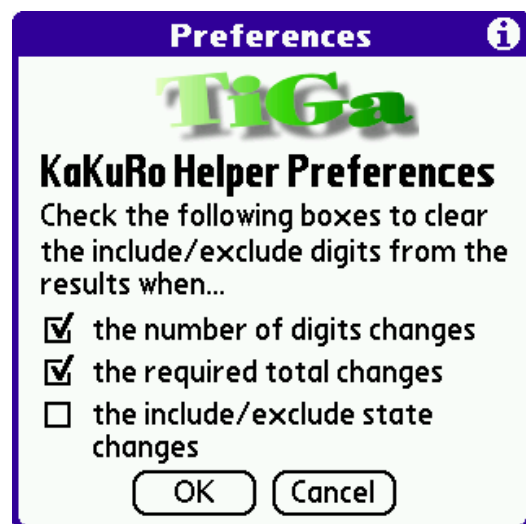 Preferences
TiGa
KaKuRo Helper Preferences
Check the following boxes to clear
the include/exclude digits from the
results when...
the number of digits changes
the required total changes
the include/exclude state
changes
OK Cancel